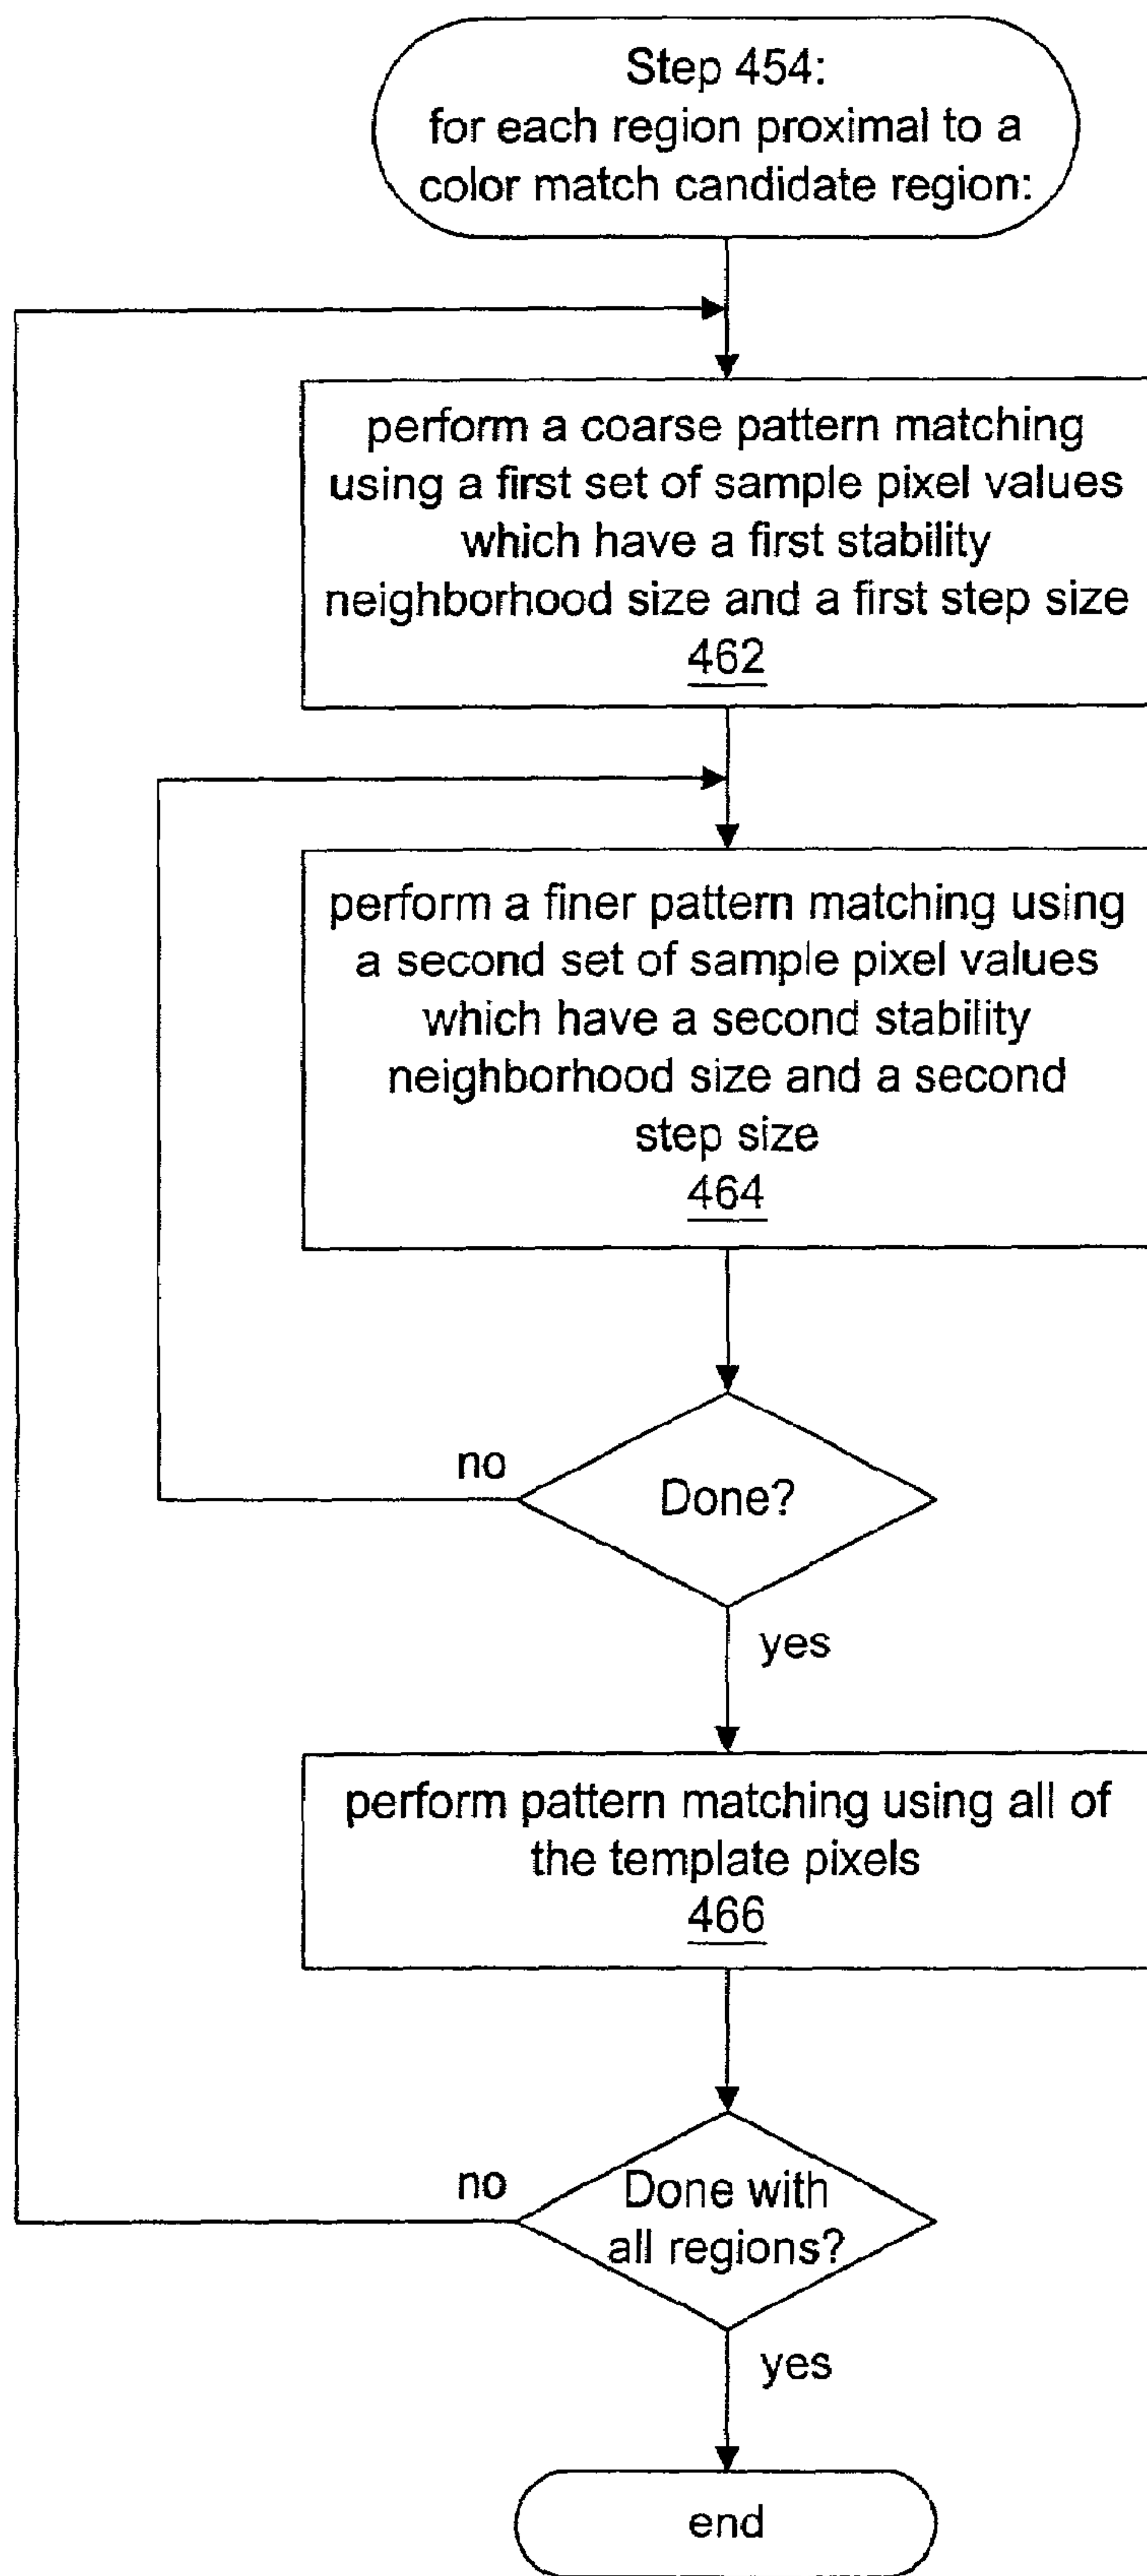 Step 454:
for each region proximal to a
color match candidate region:
perform a coarse pattern matching
using a first set of sample pixel values
which have a first stability
neighborhood size and a first step size
462
perform a finer pattern matching using
a second set of sample pixel values
which have a second stability
neighborhood size and a second
step size
464
no
Done?
yes
perform pattern matching using all of
the template pixels
466
no
Done with
all regions?
yes
end